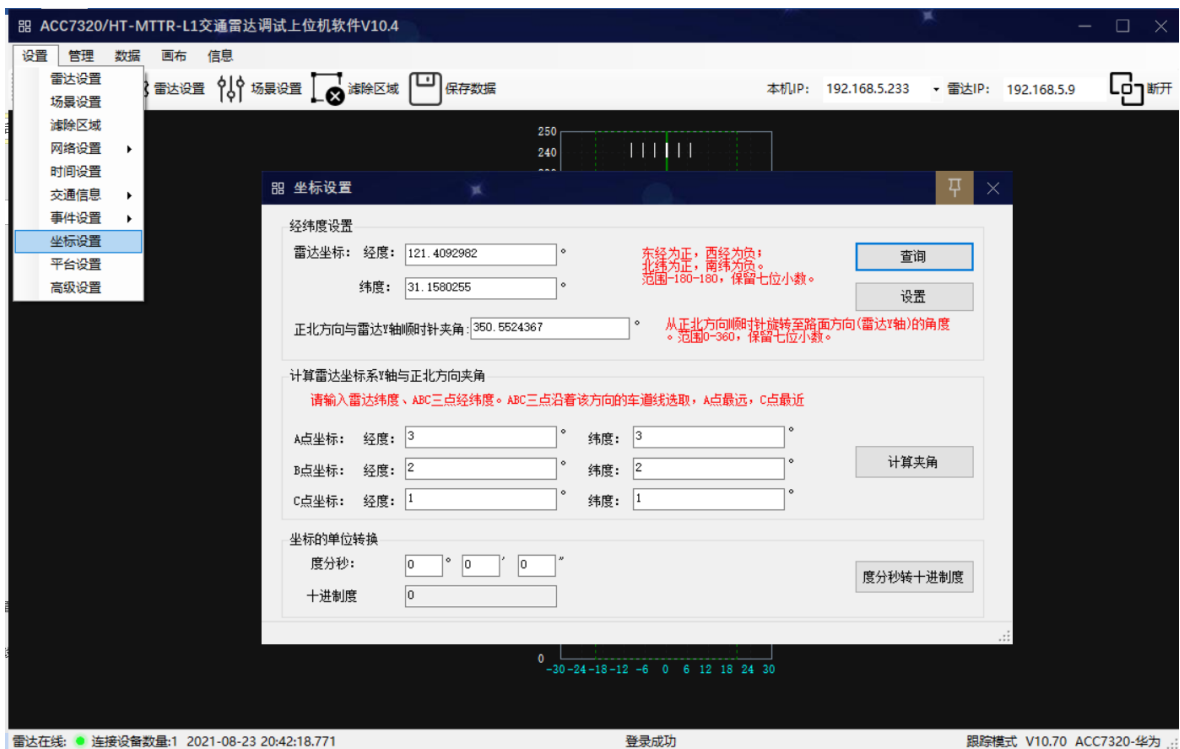 ACC7320/HT-MTTR-L1交通雷达调试上位机软件V10.4
设置 管理 数据 画布 信息
雷达设置 场景设置 滤除区域 保存数据 本机IP: 192.168.5.233 雷达IP: 192.168.5.9 断开
雷达设置
场景设置
滤除区域
网络设置
时间设置
交通信息
事件设置
坐标设置
平台设置
高级设置
250
240
坐标设置
经纬度设置
雷达坐标: 经度: 121.4092982 °
纬度: 31.1580255 °
东经为正,西经为负;
北纬为正,南纬为负。
范围-180-180,保留七位小数。
查询
设置
正北方向与雷达Y轴顺时针夹角: 350.5524367 °
从正北方向顺时针旋转至路面方向(雷达Y轴)的角度
。范围0-360,保留七位小数。
计算雷达坐标系Y轴与正北方向夹角
请输入雷达纬度、ABC三点经纬度。ABC三点沿着该方向的车道线选取,A点最远,C点最近
A点坐标: 经度: 3 ° 纬度: 3 °
B点坐标: 经度: 2 ° 纬度: 2 °
C点坐标: 经度: 1 ° 纬度: 1 °
计算夹角
坐标的单位转换
度分秒: 0 ° 0 ′ 0 ″
十进制度 0
度分秒转十进制度
0
-30 -24 -18 -12 -6 0 6 12 18 24 30
雷达在线: 连接设备数量:1 2021-08-23 20:42:18.771 登录成功 跟踪模式 V10.70 ACC7320-华为